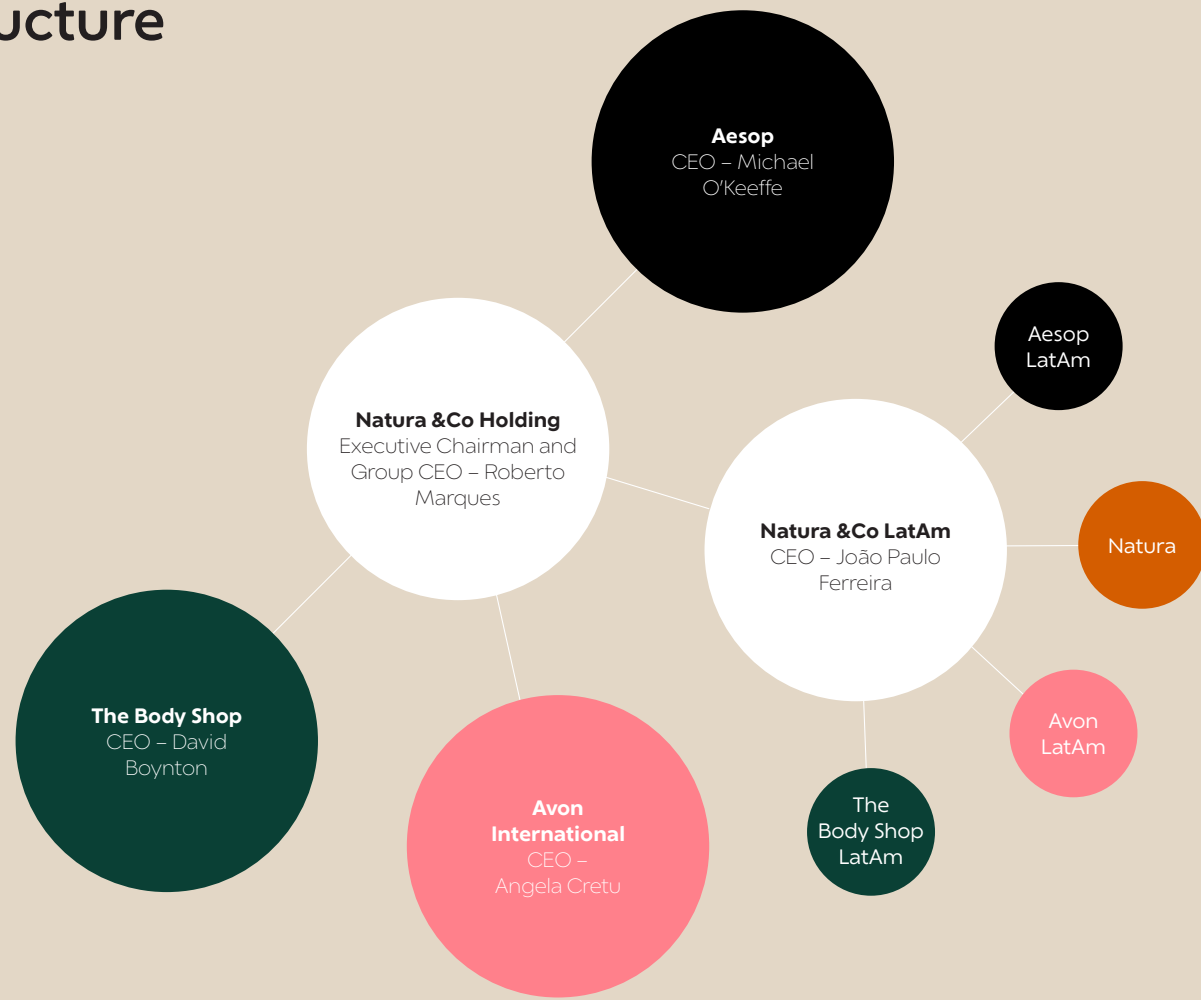 ucture
Aesop
CEO – Michael
O'Keeffe
Aesop
LatAm
Natura &Co Holding
Executive Chairman and
Group CEO – Roberto
Marques
Natura &Co LatAm
CEO – João Paulo
Ferreira
Natura
The Body Shop
CEO – David
Boynton
Avon
LatAm
Avon
International
CEO –
Angela Cretu
The
Body Shop
LatAm